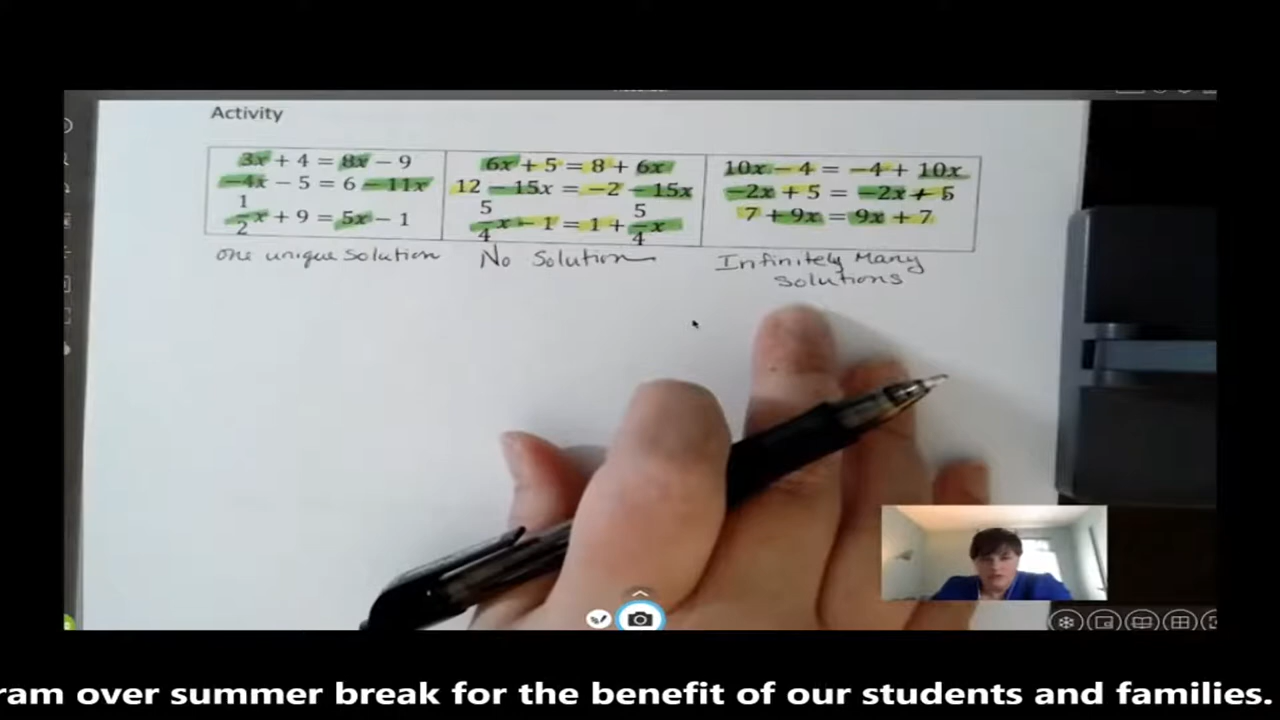 Activity
3x + 4 = 8x − 9
−4x − 5 = 6 − 11x
1/2x + 9 = 5x − 1
one unique solution
6x + 5 = 8 + 6x
12 − 15x = −2 − 15x
5/4x − 1 = 1 + 5/4x
No Solution
10x − 4 = −4 + 10x
−2x + 5 = −2x + 5
7 + 9x = 9x + 7
Infinitely Many
solutions
ram over summer break for the benefit of our students and families.